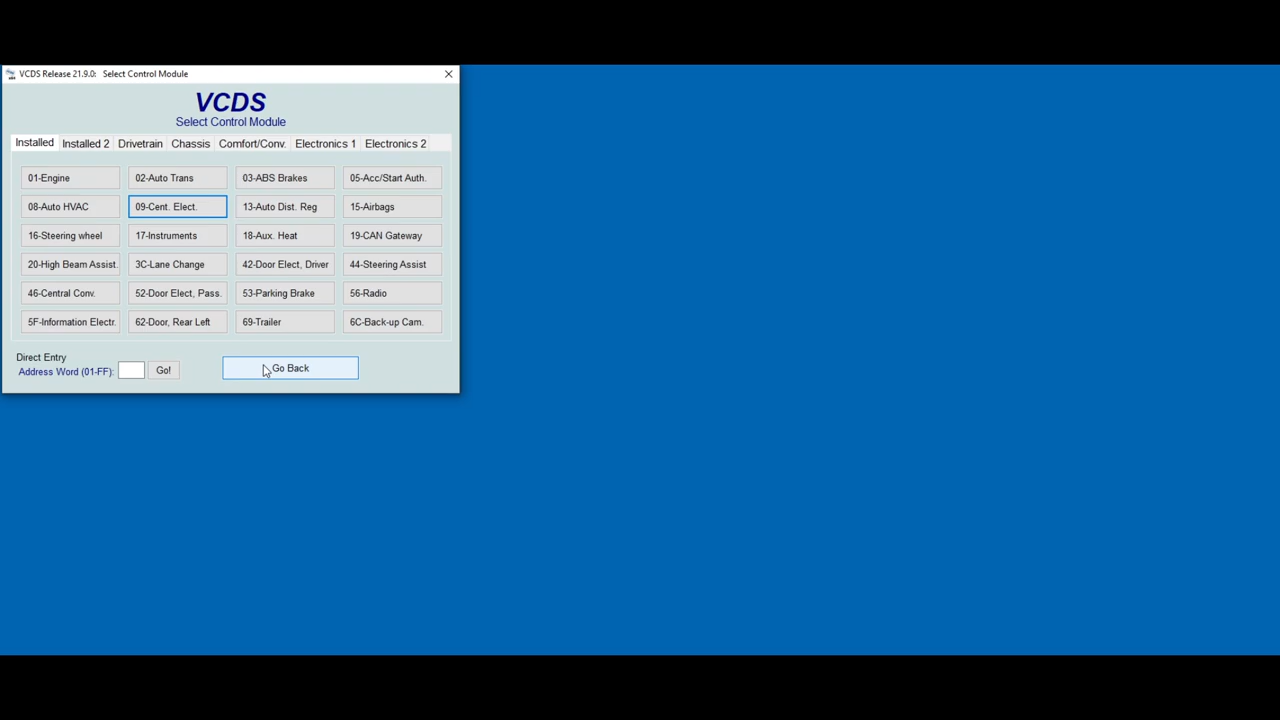 VCDS Release 21.9.0: Select Control Module
VCDS
Select Control Module
Installed Installed 2 Drivetrain Chassis Comfort/Conv. Electronics 1 Electronics 2
01-Engine 02-Auto Trans 03-ABS Brakes 05-Acc/Start Auth.
08-Auto HVAC 09-Cent. Elect. 13-Auto Dist. Reg 15-Airbags
16-Steering wheel 17-Instruments 18-Aux. Heat 19-CAN Gateway
20-High Beam Assist. 3C-Lane Change 42-Door Elect, Driver 44-Steering Assist
46-Central Conv. 52-Door Elect, Pass. 53-Parking Brake 56-Radio
5F-Information Electr. 62-Door, Rear Left 69-Trailer 6C-Back-up Cam.
Direct Entry
Address Word (01-FF): Go! Go Back